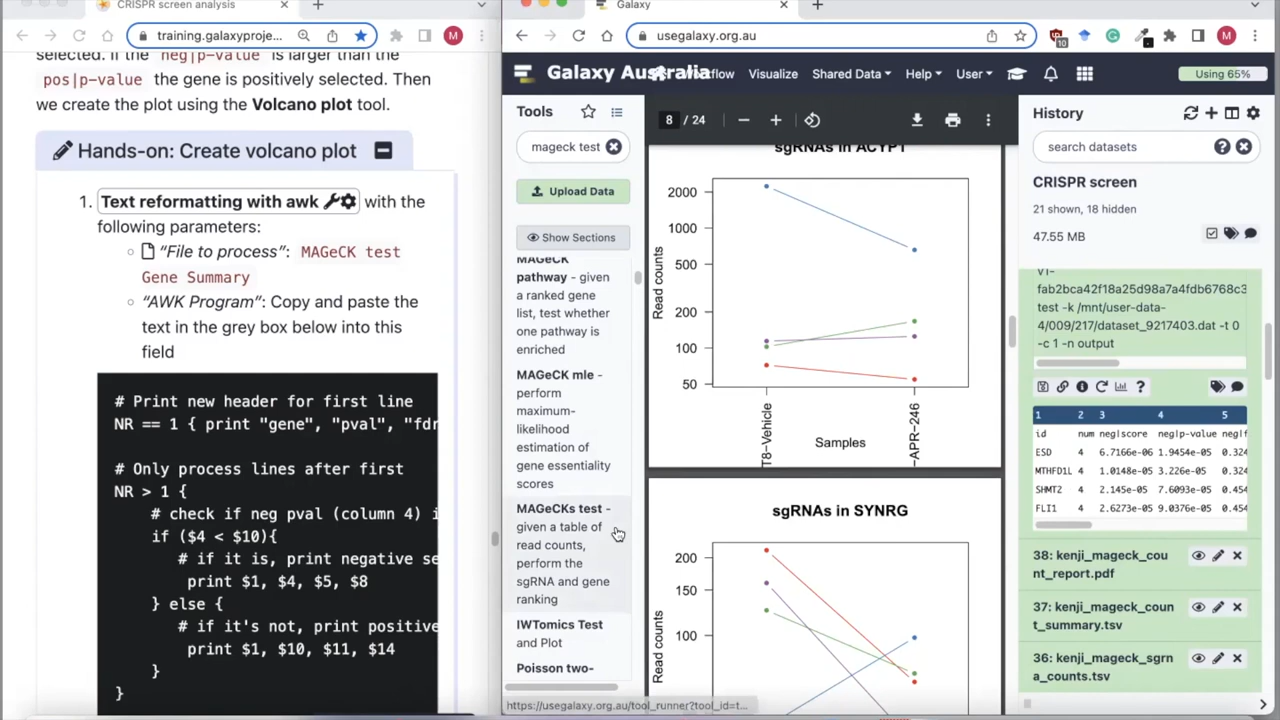 CRISPR screen analysis
training.galaxyproje...
M
selected. If the neg|p-value is larger than the
pos|p-value the gene is positively selected. Then
we create the plot using the Volcano plot tool.
Hands-on: Create volcano plot
1. Text reformatting with awk with the
following parameters:
"File to process": MAGeCK test
Gene Summary
"AWK Program": Copy and paste the
text in the grey box below into this
field
# Print new header for first line
NR == 1 { print "gene", "pval", "fdr
# Only process lines after first
NR > 1 {
# check if neg pval (column 4) i
if ($4 < $10){
# if it is, print negative se
print $1, $4, $5, $8
} else {
# if it's not, print positive
print $1, $10, $11, $14
}
}
Galaxy
usegalaxy.org.au
10
M
Galaxy Australia
Visualize
Shared Data
Help
User
Using 65%
Tools
mageck test
Upload Data
Show Sections
MAGeCK
pathway - given
a ranked gene
list, test whether
one pathway is
enriched
MAGeCK mle -
perform
maximum-
likelihood
estimation of
gene essentiality
scores
MAGeCKs test -
given a table of
read counts,
perform the
sgRNA and gene
ranking
IWTomics Test
and Plot
Poisson two-
https://usegalaxy.org.au/tool_runner?tool_id=t...
8 / 24
sgRNAs in ACYP1
2000
1000
500
200
100
50
Read counts
T8-Vehicle
Samples
-APR-246
sgRNAs in SYNRG
200
150
100
Read counts
History
search datasets
CRISPR screen
21 shown, 18 hidden
47.55 MB
fab2bca42f18a25d98a7a4fdb6768c3
test -k /mnt/user-data-
4/009/217/dataset_9217403.dat -t 0
-c 1 -n output
1 2 3 4 5
id num neg|score neg|p-value neg|f
ESD 4 6.7166e-06 1.9454e-05 0.324
MTHFD1L 4 1.0148e-05 3.226e-05 0.324
SHMT2 4 2.145e-05 7.6093e-05 0.454
FLI1 4 2.6273e-05 9.0376e-05 0.454
38: kenji_mageck_cou
nt_report.pdf
37: kenji_mageck_coun
t_summary.tsv
36: kenji_mageck_sgrn
a_counts.tsv